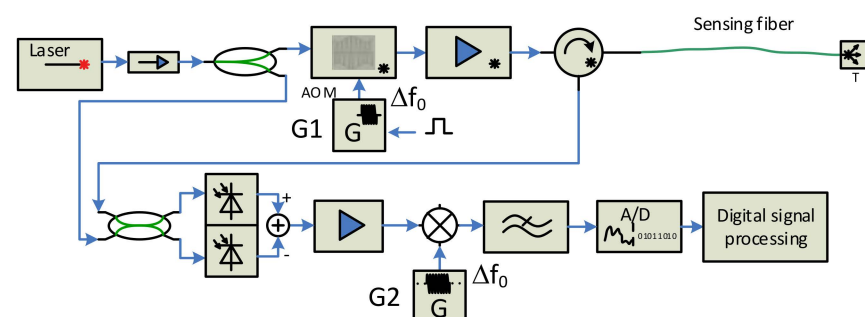 Laser
Sensing fiber
AOM
Δf₀
G1
G
T
+
-
A/D
01011010
Digital signal
processing
G2
Δf₀
G